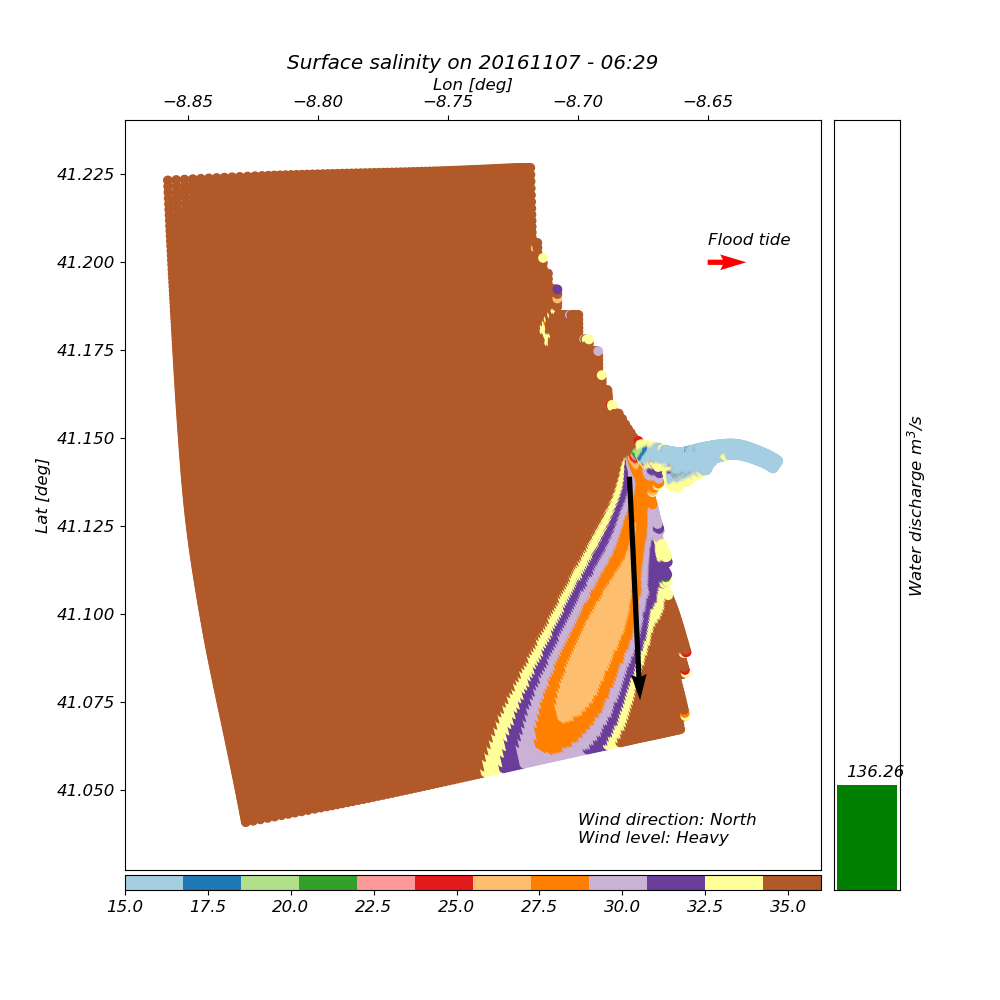 Surface salinity on 20161107 - 06:29
Lon [deg]
−8.85 −8.80 −8.75 −8.70 −8.65
41.225
41.200
41.175
41.150
41.125
41.100
41.075
41.050
Lat [deg]
Flood tide
Wind direction: North
Wind level: Heavy
136.26
Water discharge m³/s
15.0 17.5 20.0 22.5 25.0 27.5 30.0 32.5 35.0